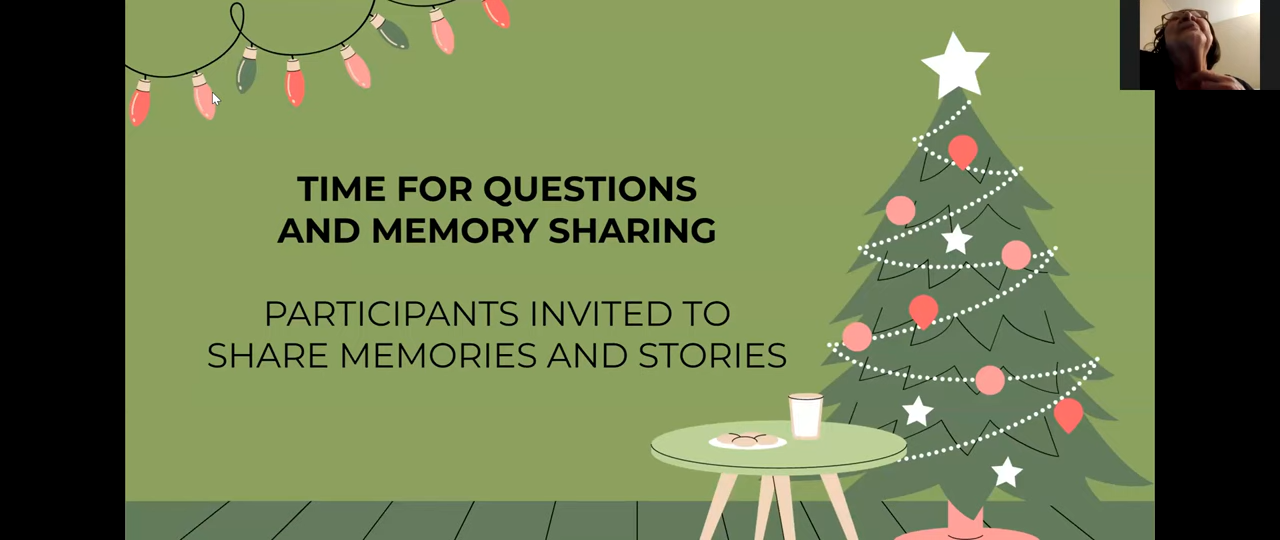 TIME FOR QUESTIONS
AND MEMORY SHARING
PARTICIPANTS INVITED TO
SHARE MEMORIES AND STORIES